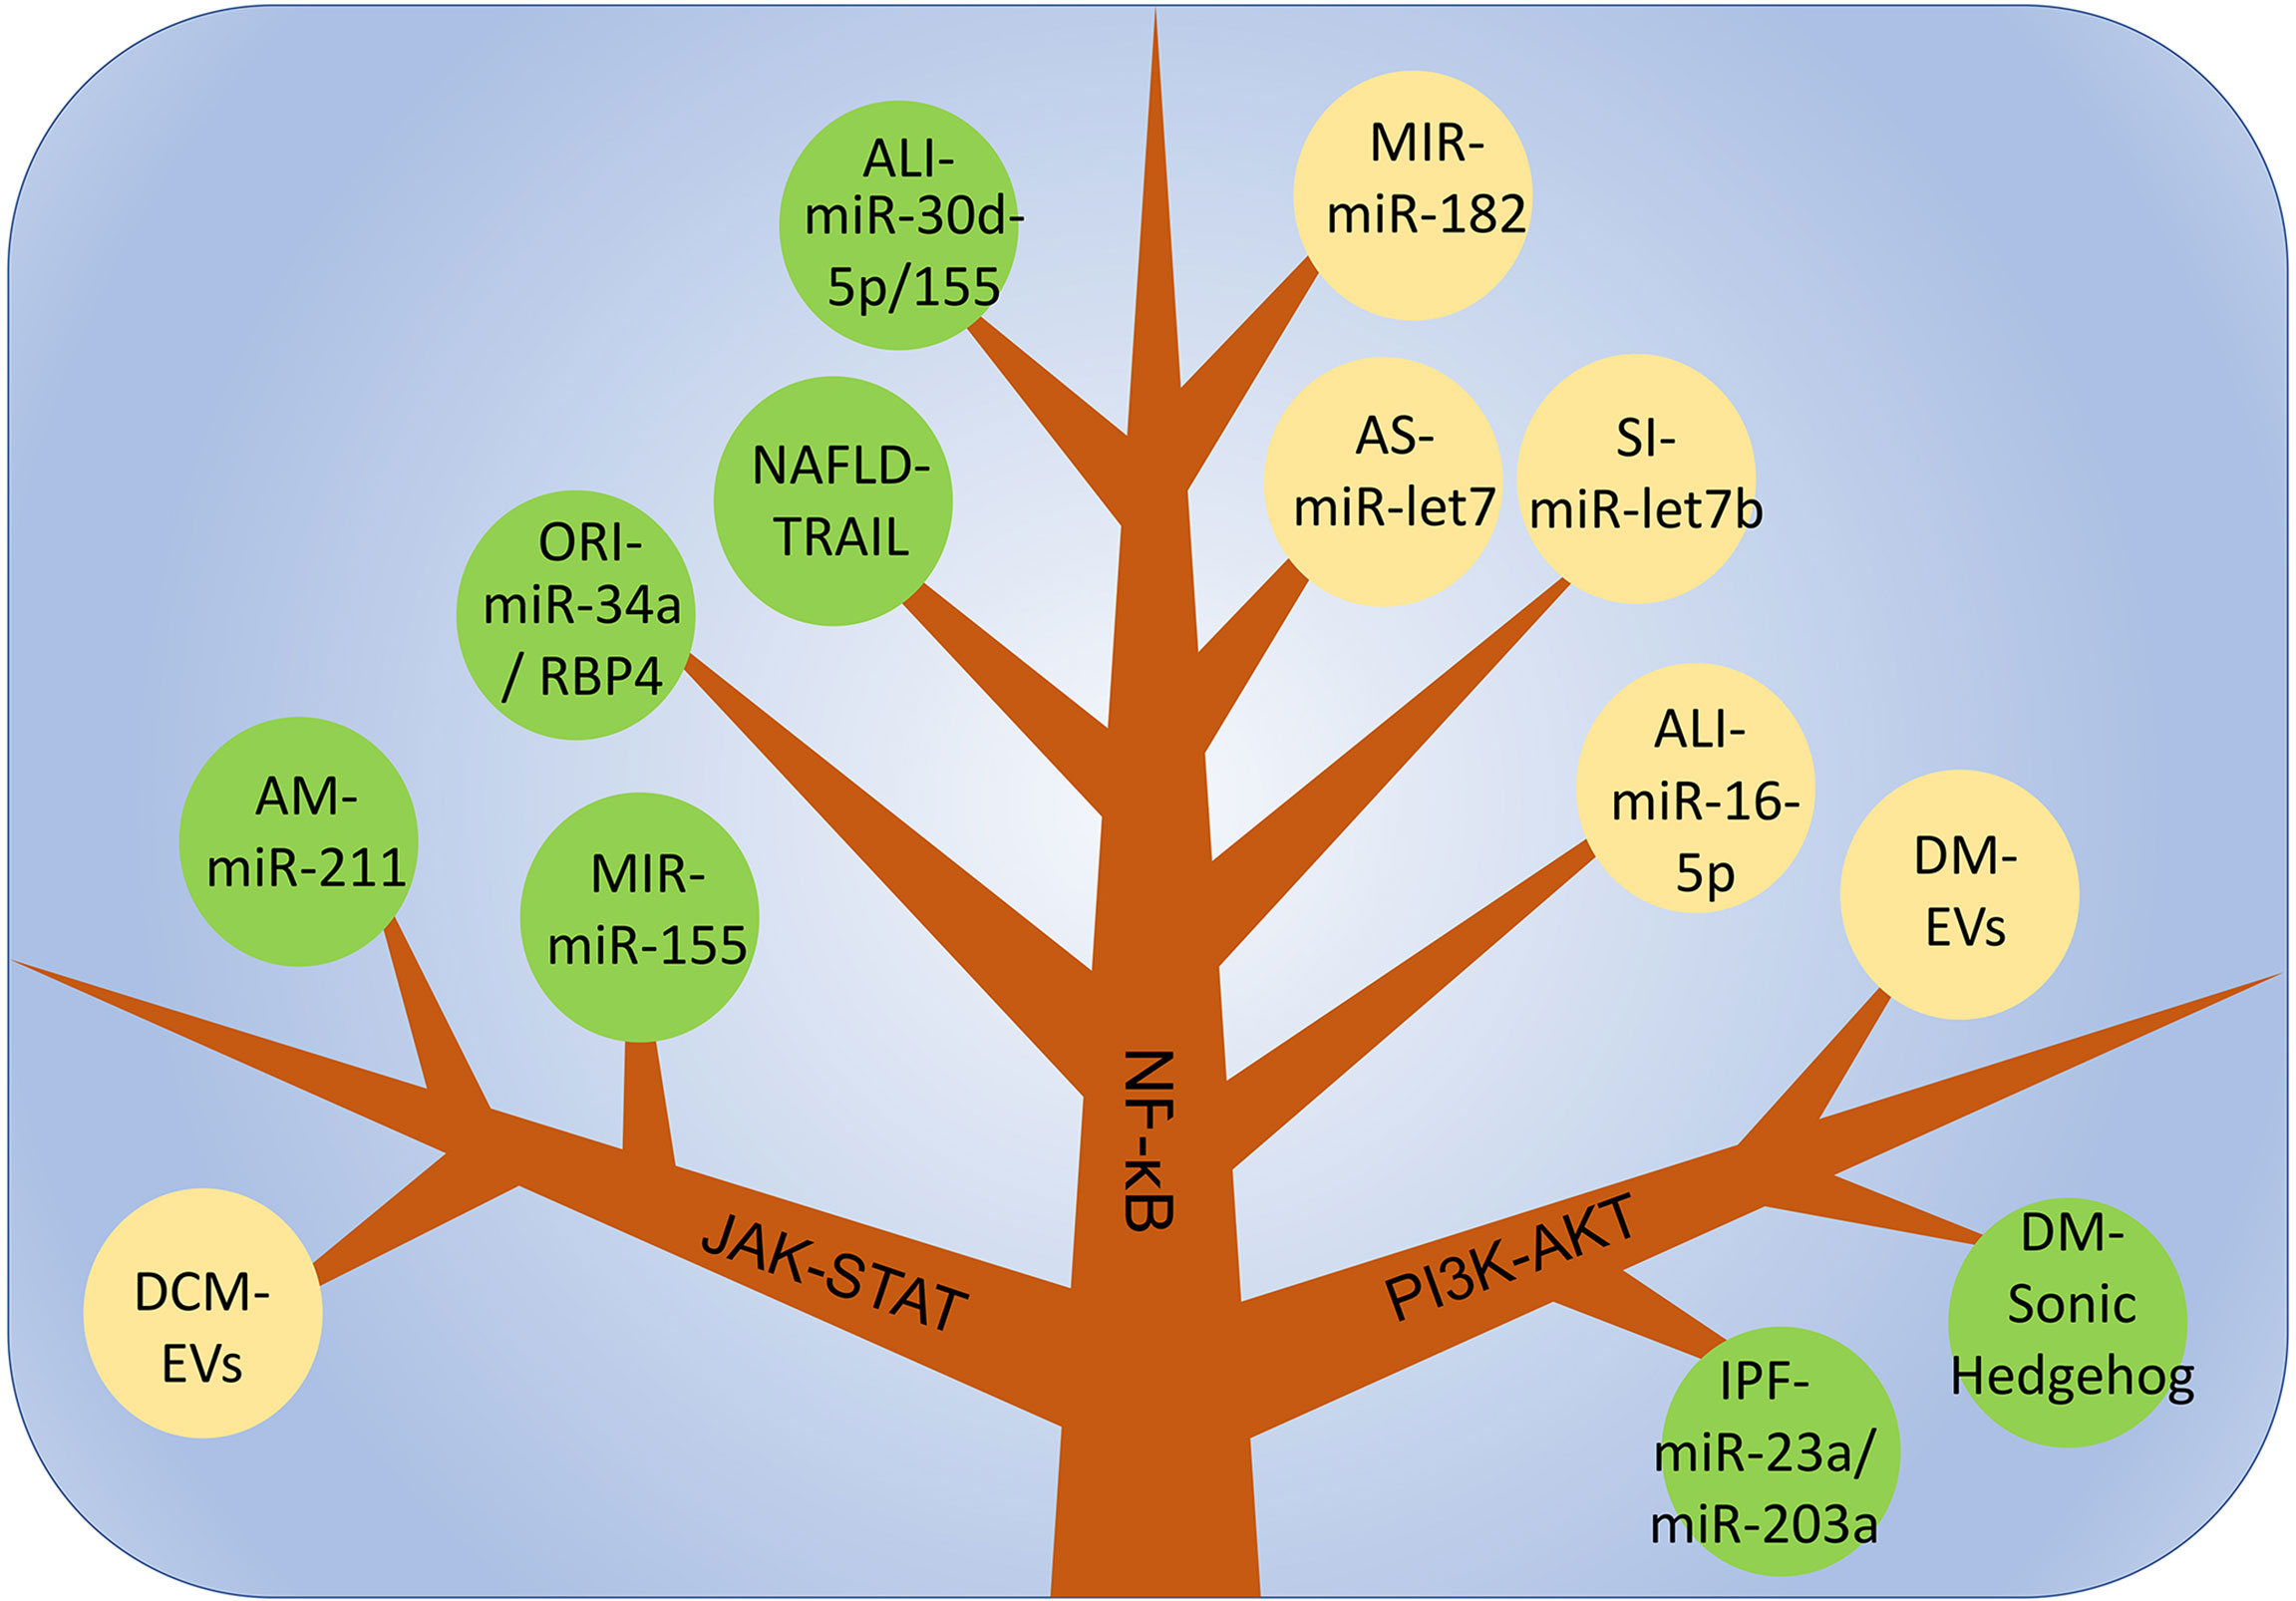 ALI-
miR-30d-
5p/155
MIR-
miR-182
NAFLD-
TRAIL
AS-
miR-let7
SI-
miR-let7b
ORI-
miR-34a
/ RBP4
ALI-
miR-16-
5p
AM-
miR-211
MIR-
miR-155
DM-
EVs
NF-κB
JAK-STAT
PI3K-AKT
DCM-
EVs
DM-
Sonic
Hedgehog
IPF-
miR-23a/
miR-203a